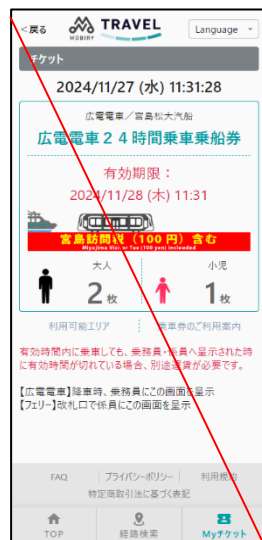 < 戻る
MOBIRY
TRAVEL
Language
チケット
2024/11/27 (水) 11:31:28
広電電車／宮島松大汽船
広電電車２４時間乗車乗船券
有効期限：
2024/11/28 (木) 11:31
宮島訪問税（100 円）含む
Miyajima Visitor Tax (100 yen) included
大人
2 枚
小児
1 枚
利用可能エリア
乗車券のご利用案内
有効時間内に乗車しても、乗務員・係員へ呈示された時
に有効時間が切れている場合、別途運賃が必要です。
【広電電車】降車時、乗務員にこの画面を呈示
【フェリー】改札口で係員にこの画面を呈示
FAQ
プライバシーポリシー
利用規約
特定商取引法に基づく表記
TOP
経路検索
Myチケット